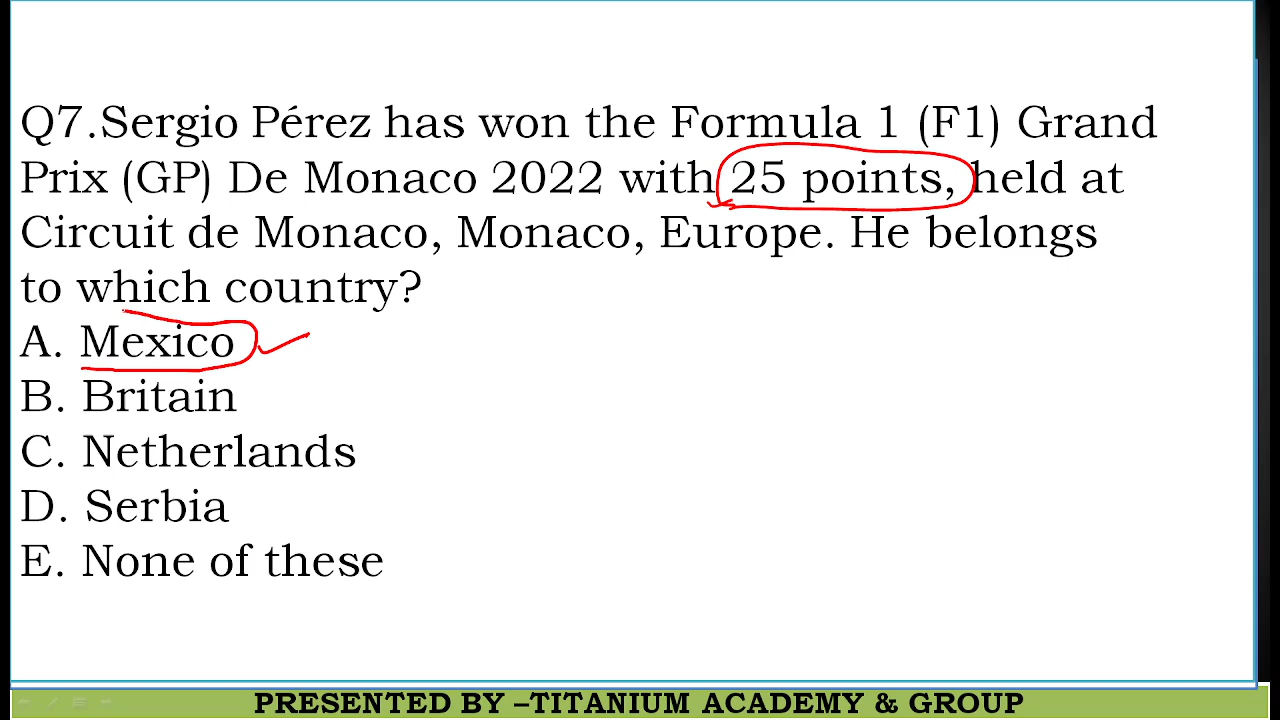 Q7.Sergio Pérez has won the Formula 1 (F1) Grand
Prix (GP) De Monaco 2022 with 25 points, held at
Circuit de Monaco, Monaco, Europe. He belongs
to which country?
A. Mexico
B. Britain
C. Netherlands
D. Serbia
E. None of these
PRESENTED BY –TITANIUM ACADEMY & GROUP